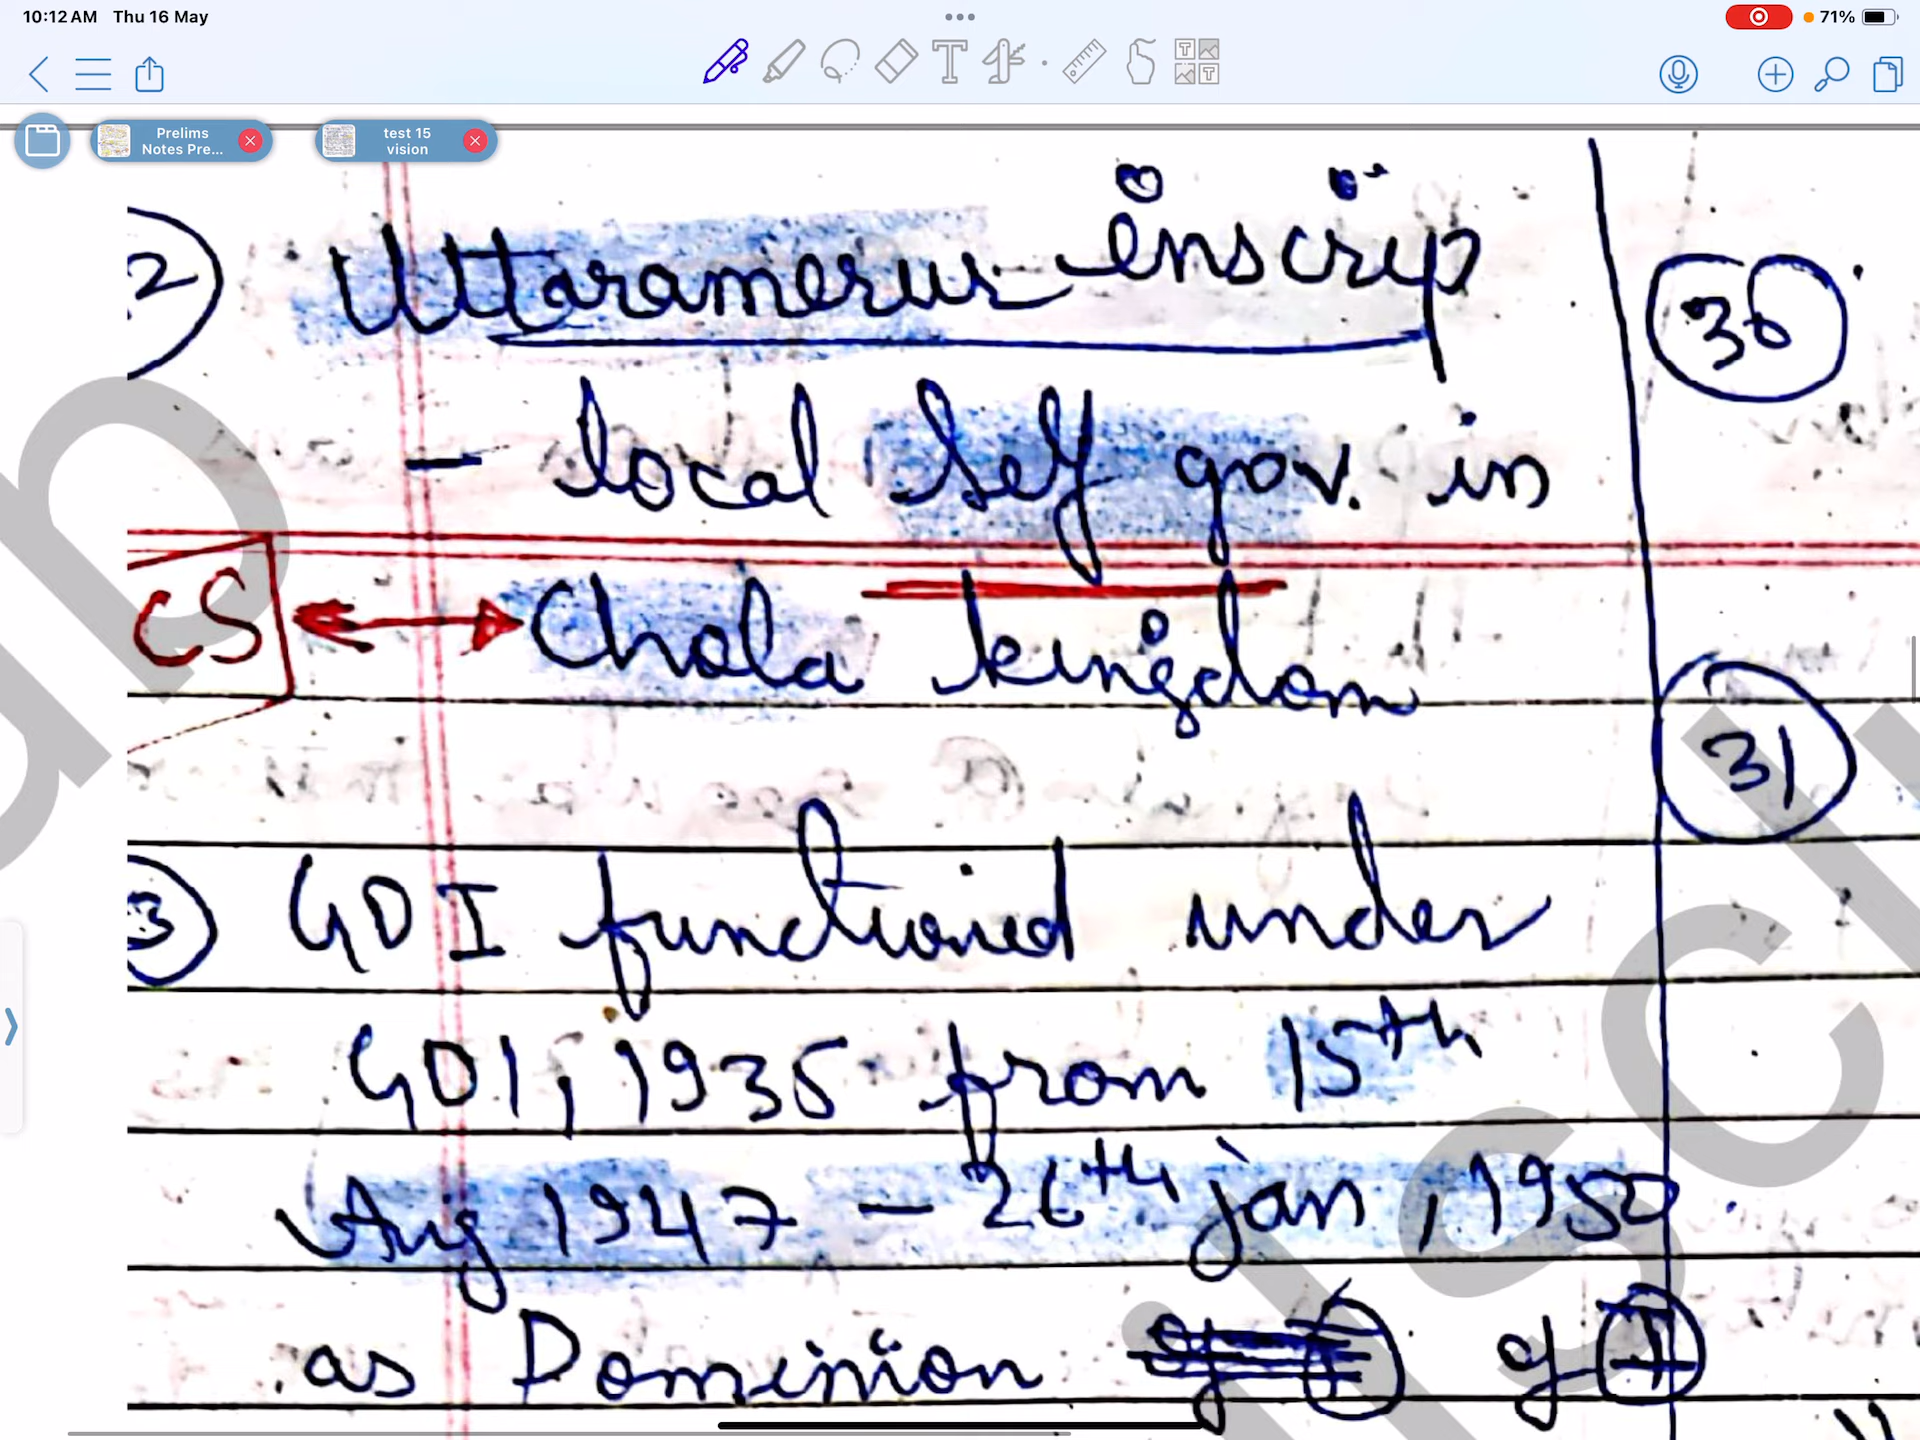 10:12 AM Thu 16 May
71%
Prelims
Notes Pre...
test 15
vision
2 Uttaramerur inscrip
- local self gov. in
CS Chola kingdom
3 GOI functioned under
GOI, 1935 from 15th
Aug 1947 - 26th jan, 1950
as Dominion of I
30
31